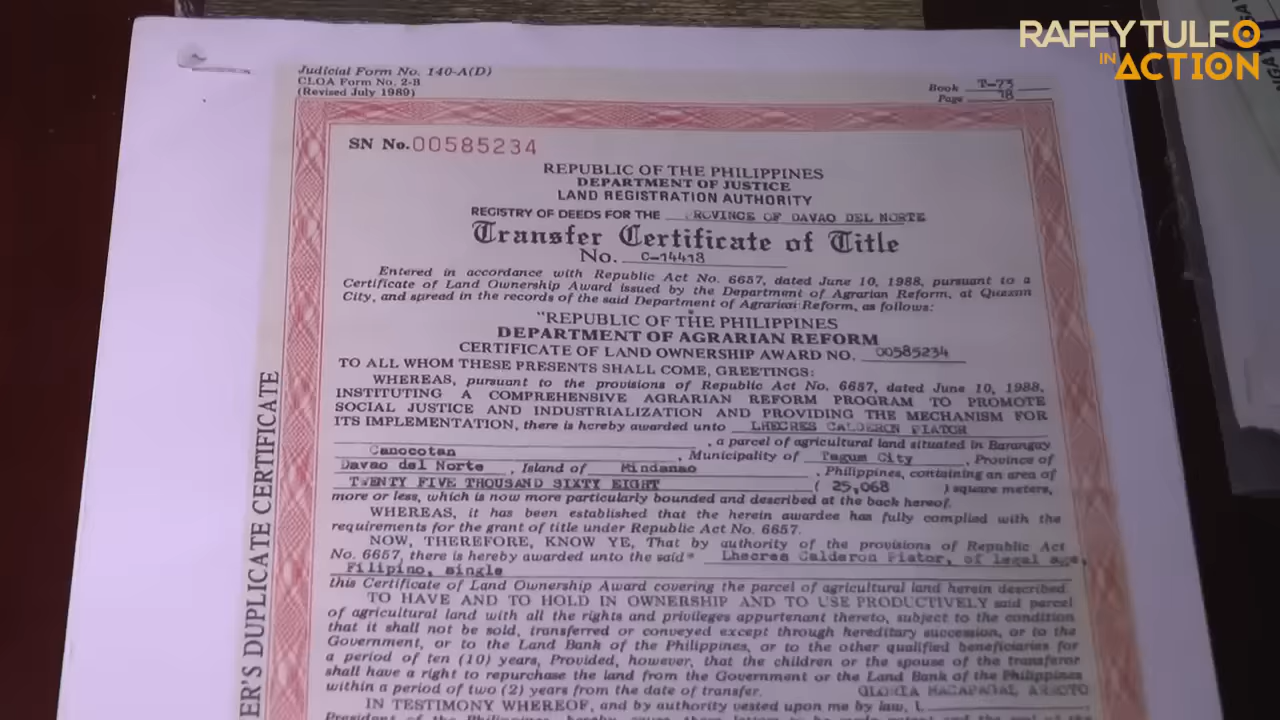 RAFFY TULFO
IN ACTION
Judicial Form No. 140-A(D)
CLOA Form No. 2-B
(Revised July 1989)
Book T-73
Page 78
SN No. 00585234
REPUBLIC OF THE PHILIPPINES
DEPARTMENT OF JUSTICE
LAND REGISTRATION AUTHORITY
REGISTRY OF DEEDS FOR THE PROVINCE OF DAVAO DEL NORTE
Transfer Certificate of Title
No. C-14418
Entered in accordance with Republic Act No. 6657, dated June 10, 1988, pursuant to a
Certificate of Land Ownership Award issued by the Department of Agrarian Reform, at Quezon
City, and spread in the records of the said Department of Agrarian Reform, as follows:
"REPUBLIC OF THE PHILIPPINES
DEPARTMENT OF AGRARIAN REFORM
CERTIFICATE OF LAND OWNERSHIP AWARD NO. 00585234
TO ALL WHOM THESE PRESENTS SHALL COME, GREETINGS:
WHEREAS, pursuant to the provisions of Republic Act No. 6657, dated June 10, 1988,
INSTITUTING A COMPREHENSIVE AGRARIAN REFORM PROGRAM TO PROMOTE
SOCIAL JUSTICE AND INDUSTRIALIZATION AND PROVIDING THE MECHANISM FOR
ITS IMPLEMENTATION, there is hereby awarded unto LHECRES CALDERON PIATOR
, a parcel of agricultural land situated in Barangay
Canocotan, Municipality of Tagum City, Province of
Davao del Norte, Island of Mindanao, Philippines, containing an area of
TWENTY FIVE THOUSAND SIXTY EIGHT ( 25,068 ) square meters,
more or less, which is now more particularly bounded and described at the back hereof.
WHEREAS, it has been established that the herein awardee has fully complied with the
requirements for the grant of title under Republic Act No. 6657.
NOW, THEREFORE, KNOW YE, That by authority of the provisions of Republic Act
No. 6657, there is hereby awarded unto the said" Lhecres Calderon Piator, of legal age,
Filipino, single
this Certificate of Land Ownership Award covering the parcel of agricultural land herein described.
TO HAVE AND TO HOLD IN OWNERSHIP AND TO USE PRODUCTIVELY said parcel
of agricultural land with all the rights and privileges appurtenant thereto, subject to the condition
that it shall not be sold, transferred or conveyed except through hereditary succession, or to the
Government, or to the Land Bank of the Philippines, or to the other qualified beneficiaries for
a period of ten (10) years, Provided, however, that the children or the spouse of the transferor
shall have a right to repurchase the land from the Government or the Land Bank of the Philippines
within a period of two (2) years from the date of transfer. GLORIA MACAPAGAL ARROYO
IN TESTIMONY WHEREOF, and by authority vested upon me by law, I,
President of the Philippines, hereby
ER'S DUPLICATE CERTIFICATE